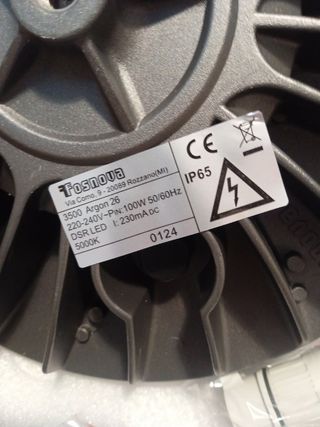 Fosnova
Via Como, 9 - 20089 Rozzano(MI)
3500 Argon 26
220-240V~PIN:100W 50/60Hz
DSR LED I: 230mA DC
5000K
0124
CE
IP65